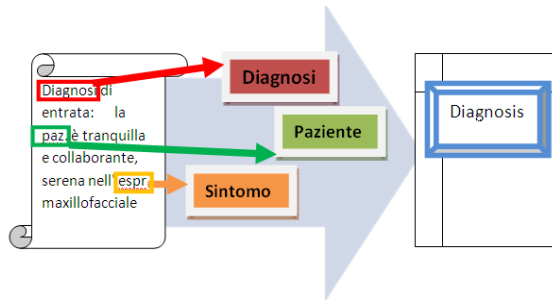 Diagnosi di
entrata: la
paz.è tranquilla
e collaborante,
serena nell'espr
maxillofacciale
Diagnosi
Paziente
Sintomo
Diagnosis